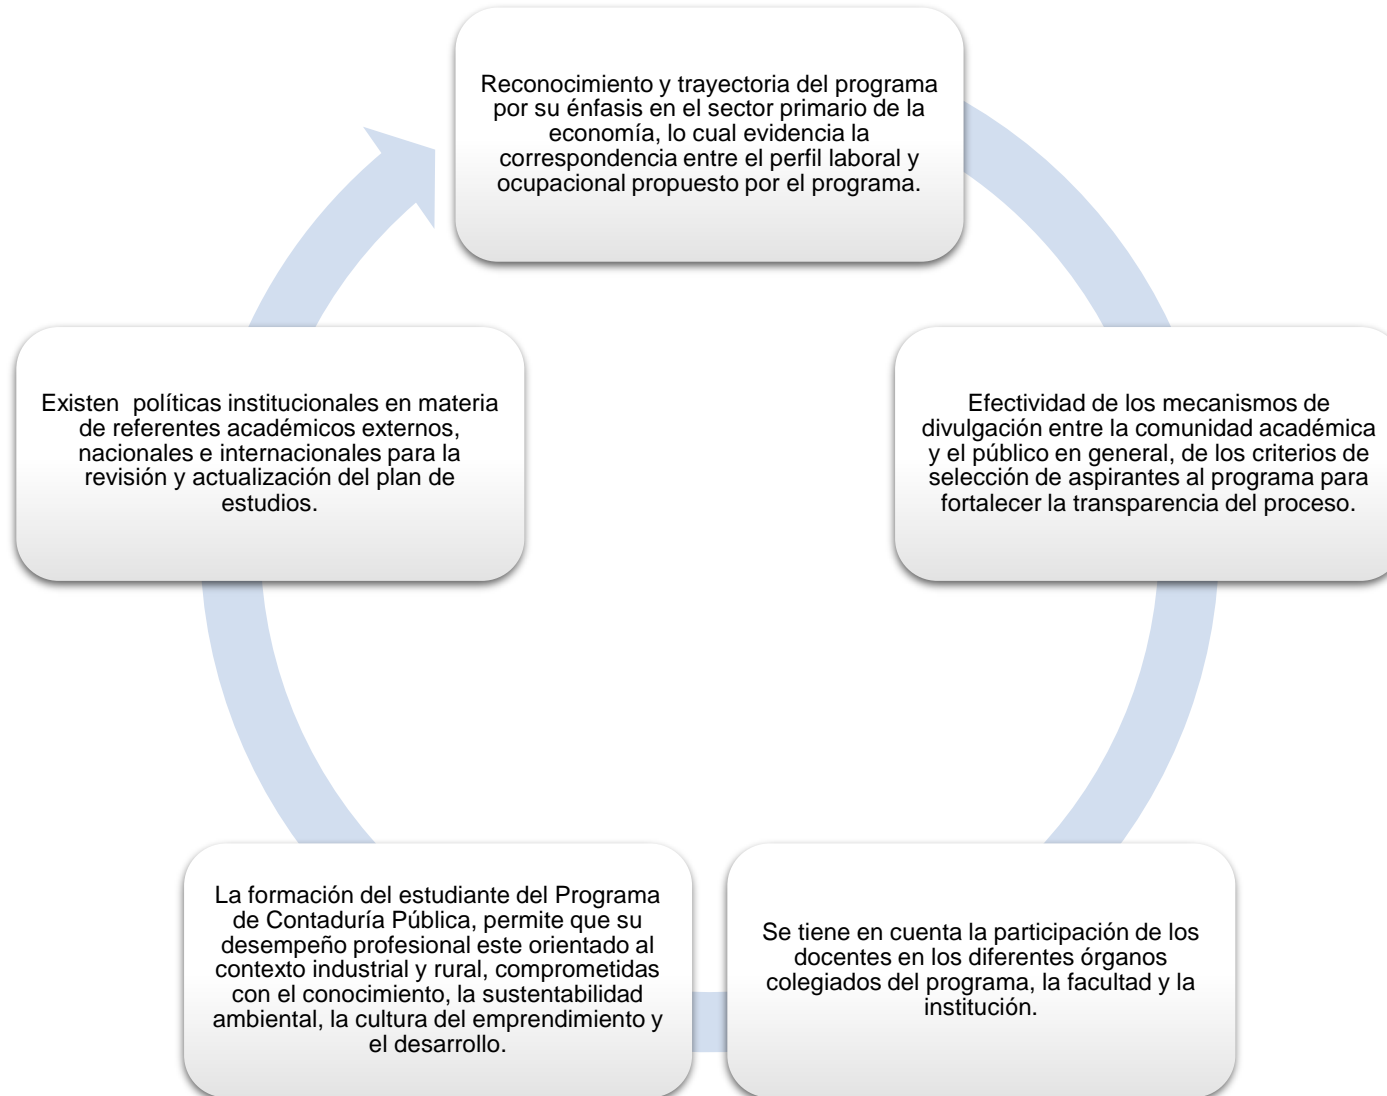 Reconocimiento y trayectoria del programa
por su énfasis en el sector primario de la
economía, lo cual evidencia la
correspondencia entre el perfil laboral y
ocupacional propuesto por el programa.
Efectividad de los mecanismos de
divulgación entre la comunidad académica
y el público en general, de los criterios de
selección de aspirantes al programa para
fortalecer la transparencia del proceso.
Se tiene en cuenta la participación de los
docentes en los diferentes órganos
colegiados del programa, la facultad y la
institución.
La formación del estudiante del Programa
de Contaduría Pública, permite que su
desempeño profesional este orientado al
contexto industrial y rural, comprometidas
con el conocimiento, la sustentabilidad
ambiental, la cultura del emprendimiento y
el desarrollo.
Existen  políticas institucionales en materia
de referentes académicos externos,
nacionales e internacionales para la
revisión y actualización del plan de
estudios.